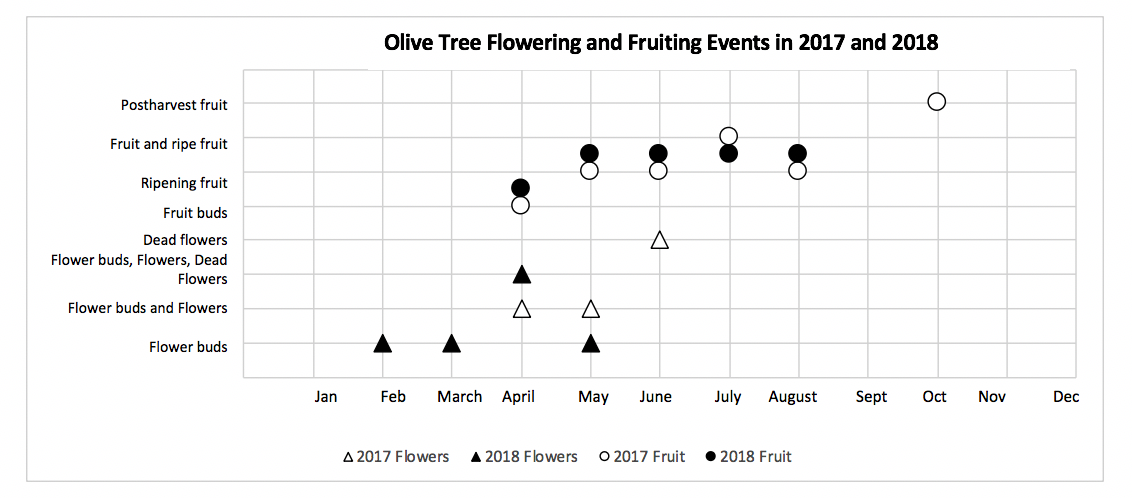 Olive Tree Flowering and Fruiting Events in 2017 and 2018
Postharvest fruit
Fruit and ripe fruit
Ripening fruit
Fruit buds
Dead flowers
Flower buds, Flowers, Dead
Flowers
Flower buds and Flowers
Flower buds
Jan Feb March April May June July August Sept Oct Nov Dec
2017 Flowers 2018 Flowers 2017 Fruit 2018 Fruit